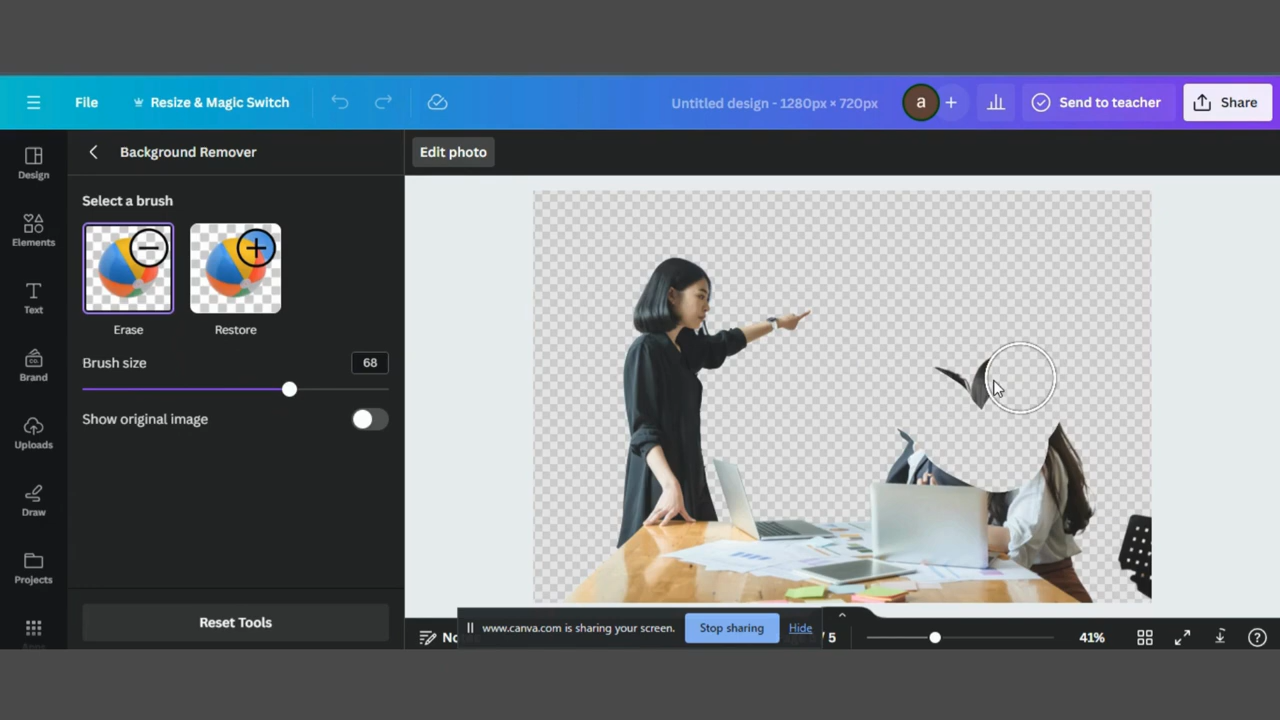 File
Resize & Magic Switch
Untitled design - 1280px × 720px
a
Send to teacher
Share
Design
Elements
Text
Brand
Uploads
Draw
Projects
Apps
Background Remover
Select a brush
Erase
Restore
Brush size
68
Show original image
Reset Tools
Edit photo
www.canva.com is sharing your screen.
Stop sharing
Hide
/ 5
41%